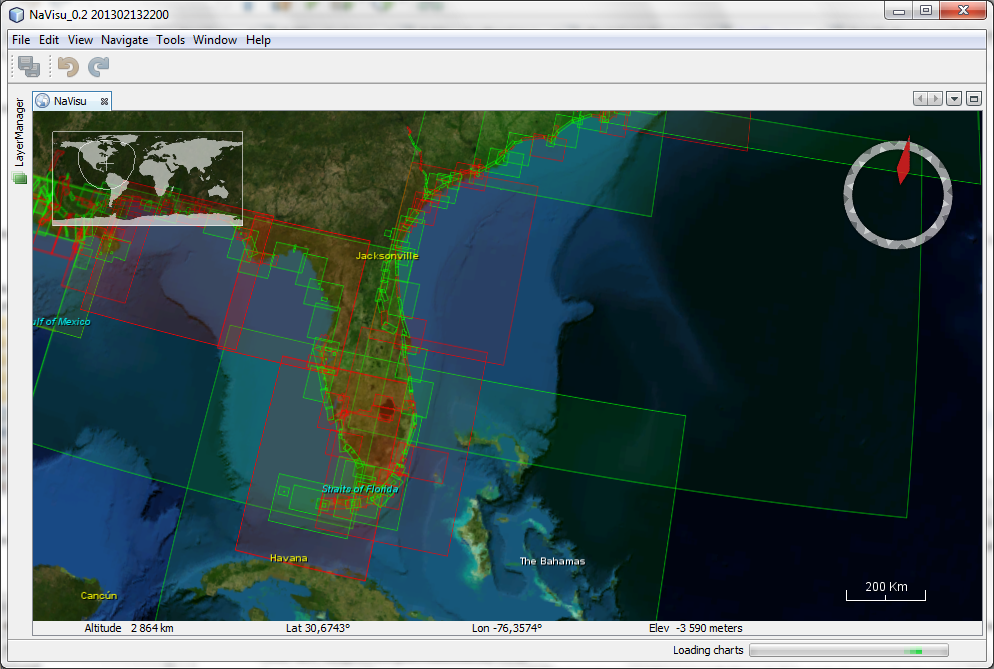 NaVisu_0.2 201302132200
File Edit View Navigate Tools Window Help
NaVisu
LayerManager
Jacksonville
ulf of Mexico
Straits of Florida
Havana
The Bahamas
Cancún
200 Km
Altitude 2 864 km Lat 30,6743° Lon -76,3574° Elev -3 590 meters
Loading charts